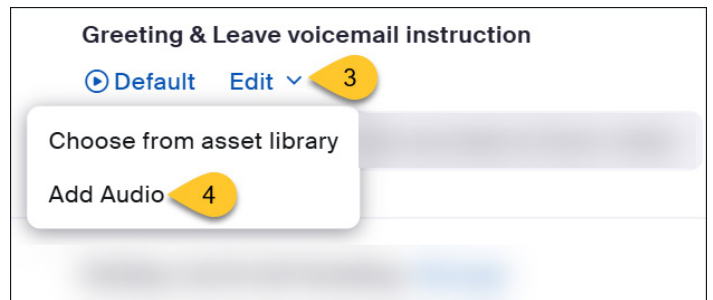 Greeting & Leave voicemail instruction
Default Edit 3
Choose from asset library
Add Audio 4